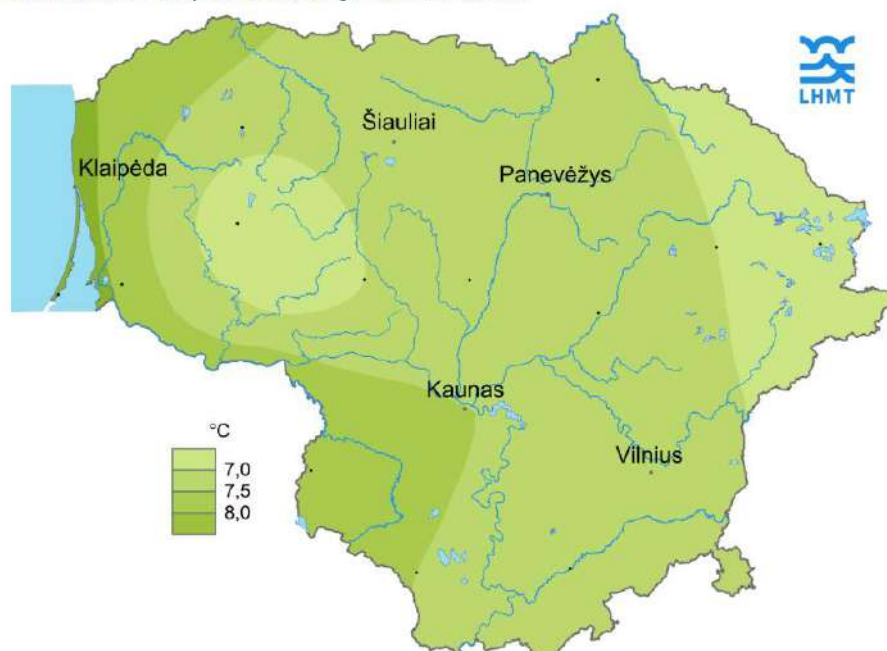 LHMT
Šiauliai
Klaipėda
Panevėžys
Kaunas
Vilnius
°C
7,0
7,5
8,0